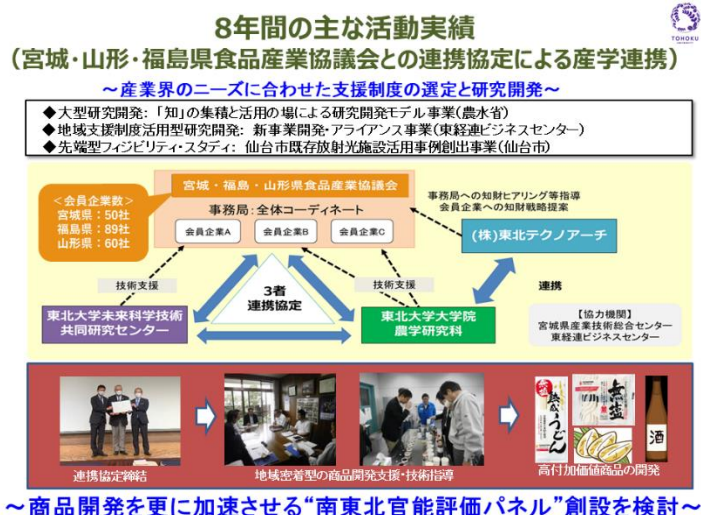 8年間の主な活動実績
TOHOKU
UNIVERSITY
(宮城・山形・福島県食品産業協議会との連携協定による産学連携)
～産業界のニーズに合わせた支援制度の選定と研究開発～
◆大型研究開発: 「知」の集積と活用の場による研究開発モデル事業(農水省)
◆地域支援制度活用型研究開発: 新事業開発・アライアンス事業(東経連ビジネスセンター)
◆先端型フィジビリティ・スタディ: 仙台市既存放射光施設活用事例創出事業(仙台市)
＜会員企業数＞
宮城県：50社
福島県：89社
山形県：60社
宮城・福島・山形県食品産業協議会
事務局：全体コーディネート
会員企業A
会員企業B
会員企業C
事務局への知財ヒアリング等指導
会員企業への知財戦略提案
(株)東北テクノアーチ
技術支援
技術支援
3者
連携協定
連携
東北大学未来科学技術
共同研究センター
東北大学大学院
農学研究科
【協力機関】
宮城県産業技術総合センター
東経連ビジネスセンター
無塩
熟成うどん
無塩
酒
連携協定締結
地域密着型の商品開発支援・技術指導
高付加価値商品の開発
～商品開発を更に加速させる“南東北官能評価パネル”創設を検討～